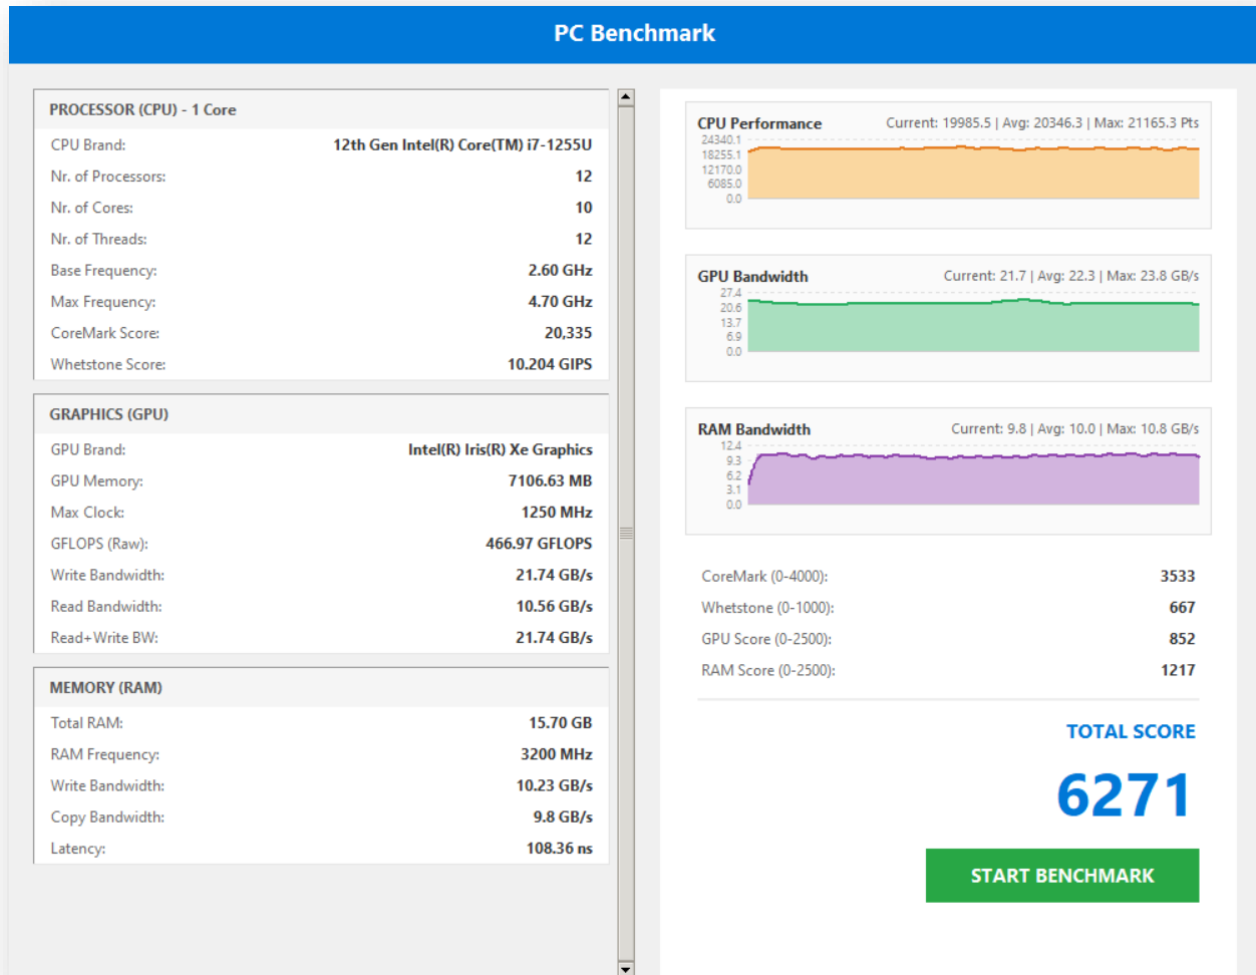 PC Benchmark
PROCESSOR (CPU) - 1 Core
CPU Brand: 12th Gen Intel(R) Core(TM) i7-1255U
Nr. of Processors: 12
Nr. of Cores: 10
Nr. of Threads: 12
Base Frequency: 2.60 GHz
Max Frequency: 4.70 GHz
CoreMark Score: 20,335
Whetstone Score: 10.204 GIPS
GRAPHICS (GPU)
GPU Brand: Intel(R) Iris(R) Xe Graphics
GPU Memory: 7106.63 MB
Max Clock: 1250 MHz
GFLOPS (Raw): 466.97 GFLOPS
Write Bandwidth: 21.74 GB/s
Read Bandwidth: 10.56 GB/s
Read+Write BW: 21.74 GB/s
MEMORY (RAM)
Total RAM: 15.70 GB
RAM Frequency: 3200 MHz
Write Bandwidth: 10.23 GB/s
Copy Bandwidth: 9.8 GB/s
Latency: 108.36 ns
CPU Performance Current: 19985.5 | Avg: 20346.3 | Max: 21165.3 Pts
24340.1
18255.1
12170.0
6085.0
0.0
GPU Bandwidth Current: 21.7 | Avg: 22.3 | Max: 23.8 GB/s
27.4
20.6
13.7
6.9
0.0
RAM Bandwidth Current: 9.8 | Avg: 10.0 | Max: 10.8 GB/s
12.4
9.3
6.2
3.1
0.0
CoreMark (0-4000): 3533
Whetstone (0-1000): 667
GPU Score (0-2500): 852
RAM Score (0-2500): 1217
TOTAL SCORE
6271
START BENCHMARK